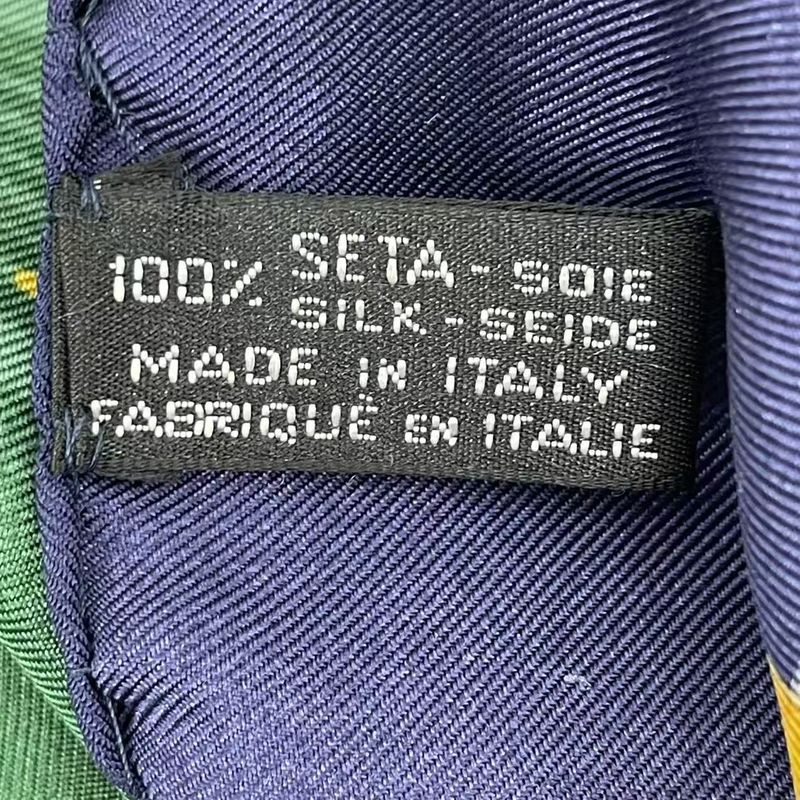 100% SETA - SOIE
SILK - SEIDE
MADE IN ITALY
FABRIQUÉ EN ITALIE